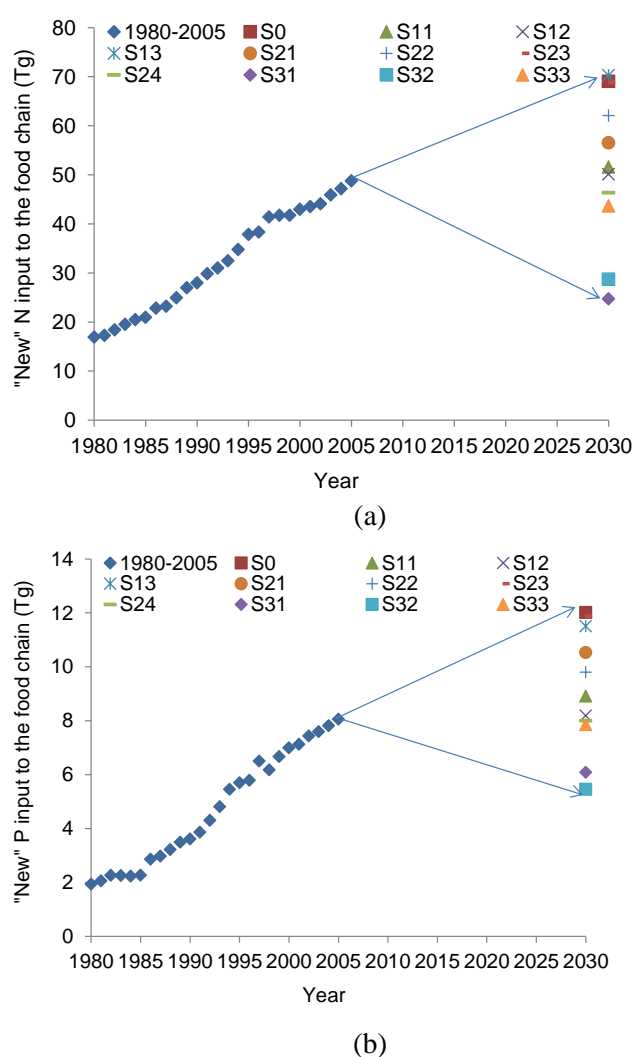 "New" N input to the food chain (Tg)
80
70
60
50
40
30
20
10
0
1980-2005 S0 S11 S12
S13 S21 S22 S23
S24 S31 S32 S33
1980 1985 1990 1995 2000 2005 2010 2015 2020 2025 2030
Year
(a)
"New" P input to the food chain (Tg)
14
12
10
8
6
4
2
0
1980-2005 S0 S11 S12
S13 S21 S22 S23
S24 S31 S32 S33
1980 1985 1990 1995 2000 2005 2010 2015 2020 2025 2030
Year
(b)